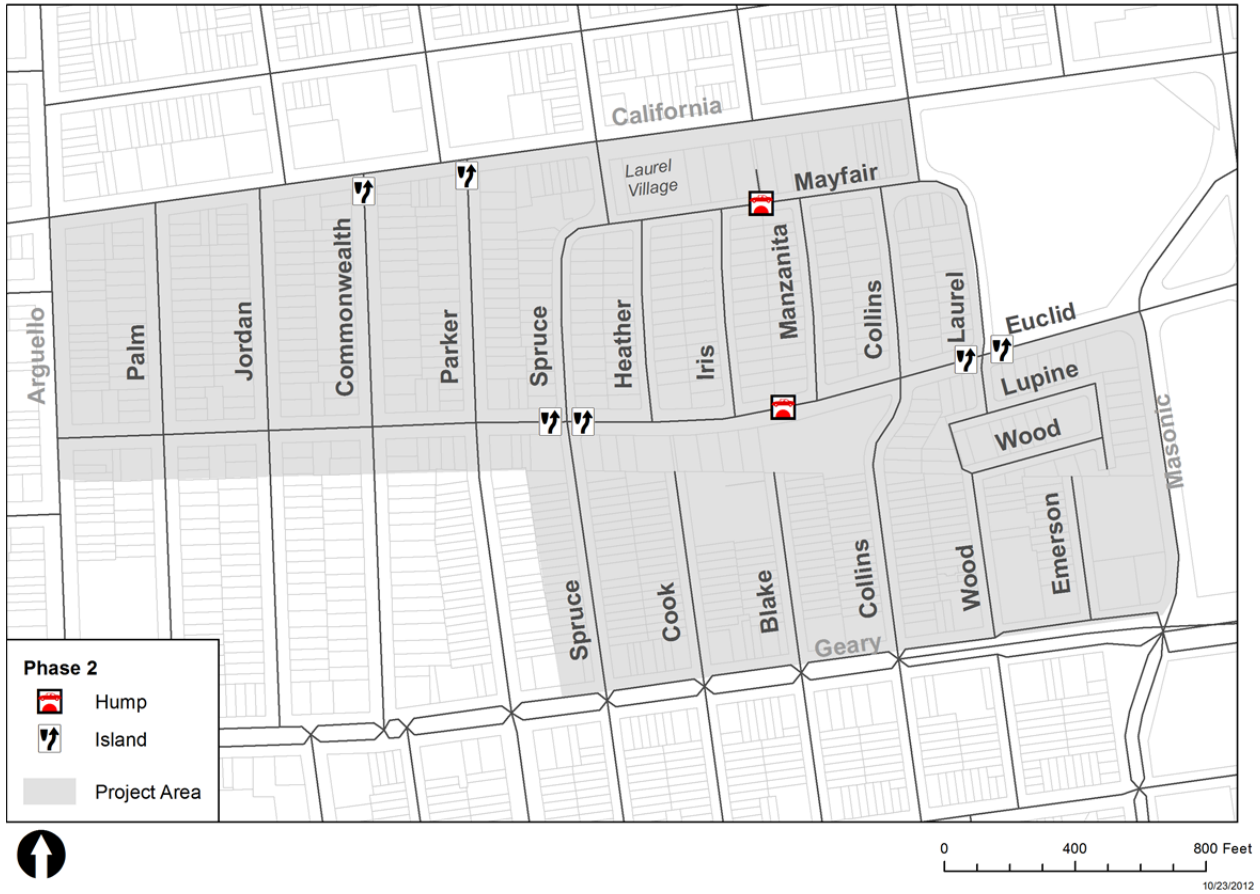 California
Laurel
Village
Mayfair
Arguello
Palm
Jordan
Commonwealth
Parker
Spruce
Heather
Iris
Manzanita
Collins
Laurel
Euclid
Lupine
Wood
Masonic
Spruce
Cook
Blake
Collins
Wood
Emerson
Geary
Phase 2
Hump
Island
Project Area
0 400 800 Feet
10/23/2012